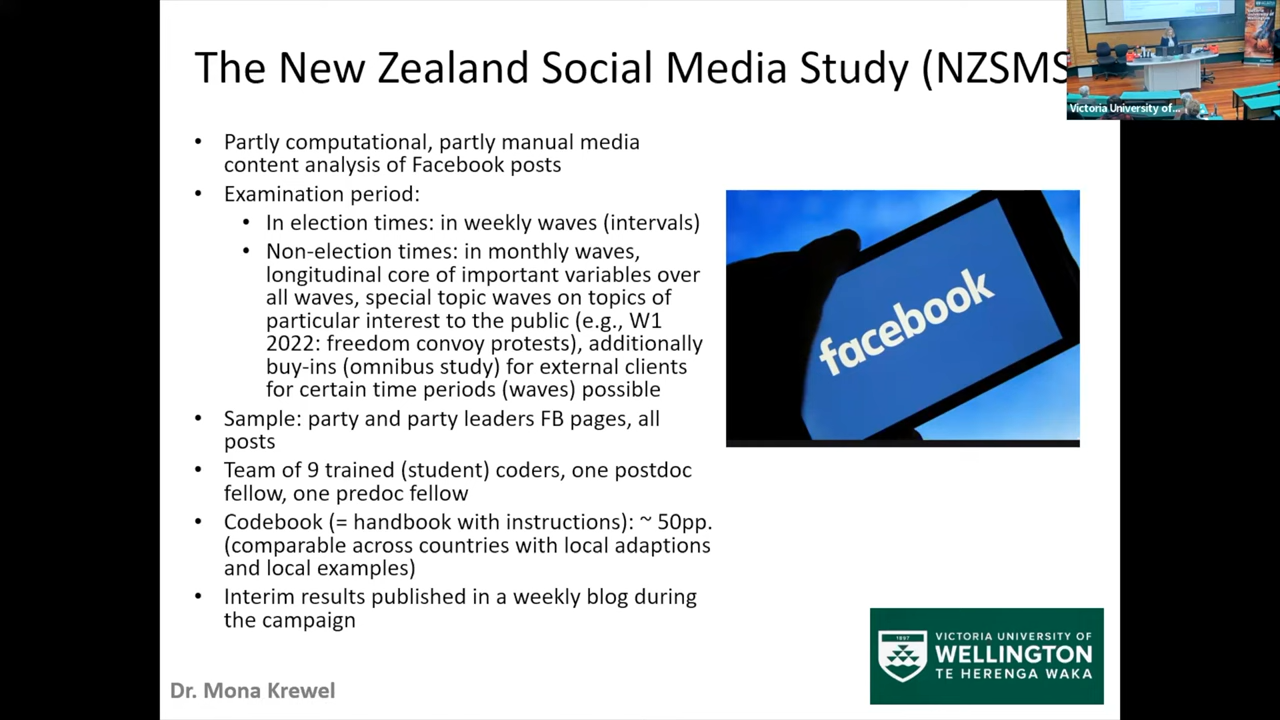 The New Zealand Social Media Study (NZSMS
Victoria University of...
• Partly computational, partly manual media
content analysis of Facebook posts
• Examination period:
• In election times: in weekly waves (intervals)
• Non-election times: in monthly waves,
longitudinal core of important variables over
all waves, special topic waves on topics of
particular interest to the public (e.g., W1
2022: freedom convoy protests), additionally
buy-ins (omnibus study) for external clients
for certain time periods (waves) possible
• Sample: party and party leaders FB pages, all
posts
• Team of 9 trained (student) coders, one postdoc
fellow, one predoc fellow
• Codebook (= handbook with instructions): ~ 50pp.
(comparable across countries with local adaptions
and local examples)
• Interim results published in a weekly blog during
the campaign
facebook
1897
VICTORIA UNIVERSITY OF
WELLINGTON
TE HERENGA WAKA
Dr. Mona Krewel